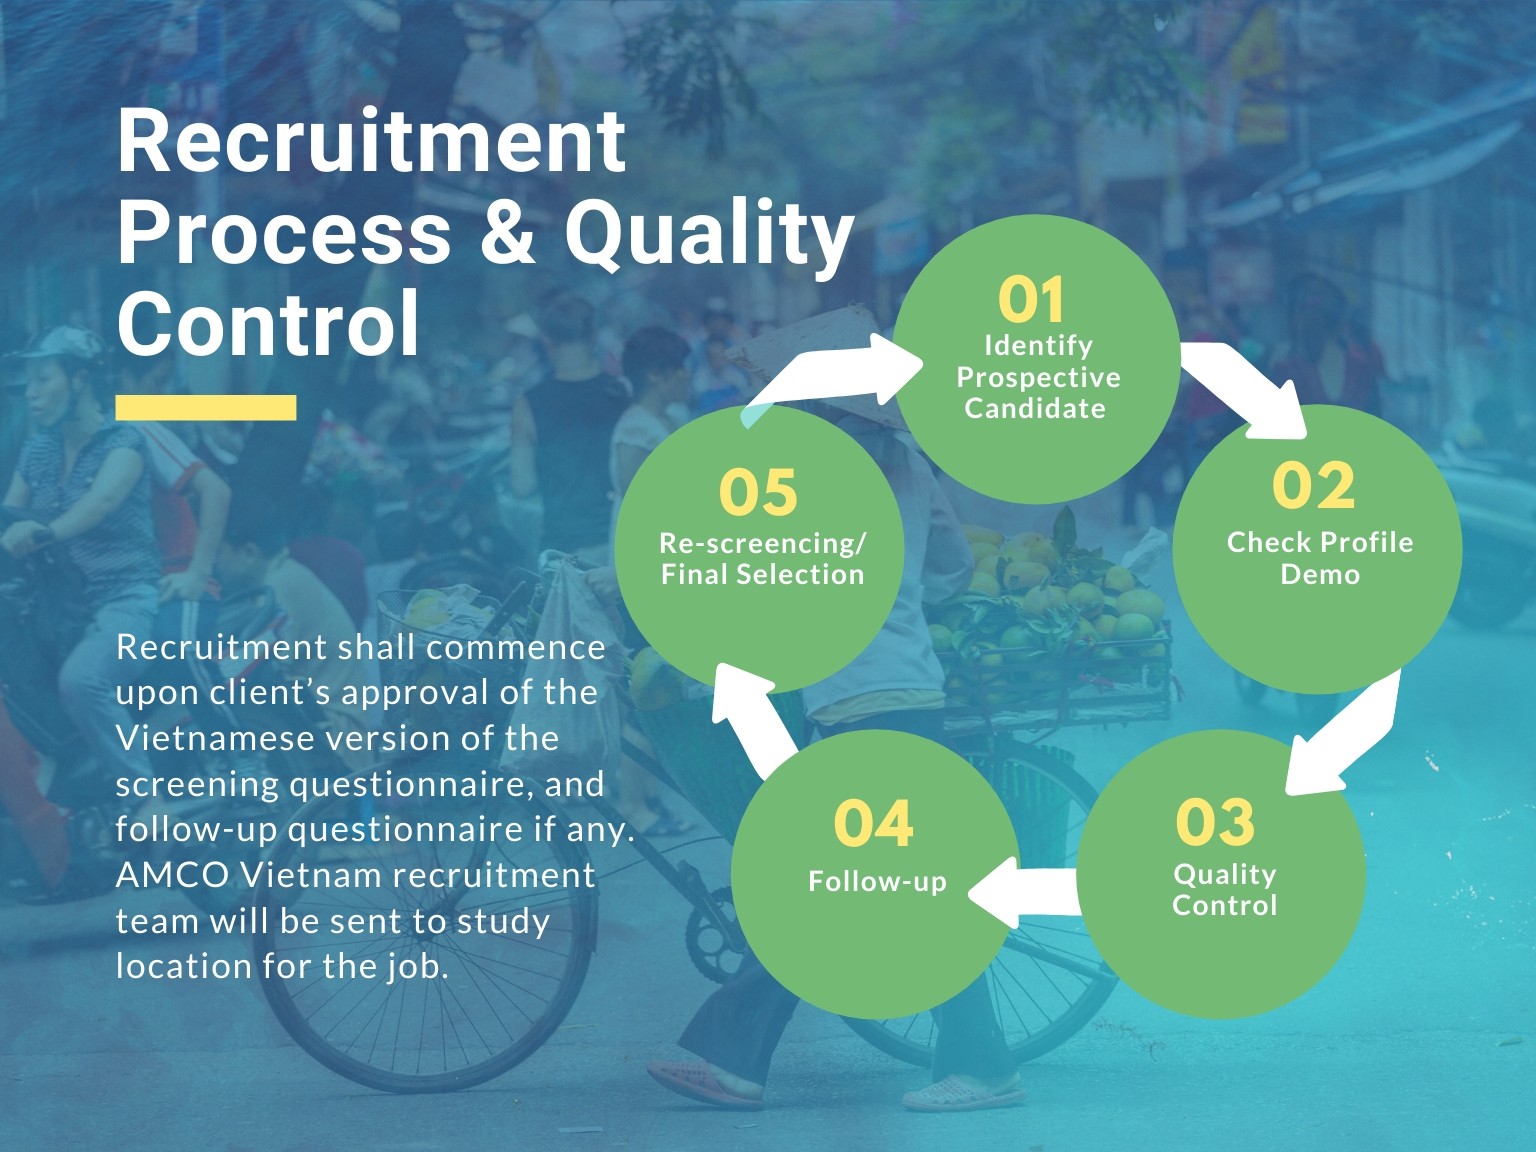 Recruitment
Process & Quality
Control
Recruitment shall commence
upon client’s approval of the
Vietnamese version of the
screening questionnaire, and
follow-up questionnaire if any.
AMCO Vietnam recruitment
team will be sent to study
location for the job.
01
Identify
Prospective
Candidate
02
Check Profile
Demo
03
Quality
Control
04
Follow-up
05
Re-screencing/
Final Selection